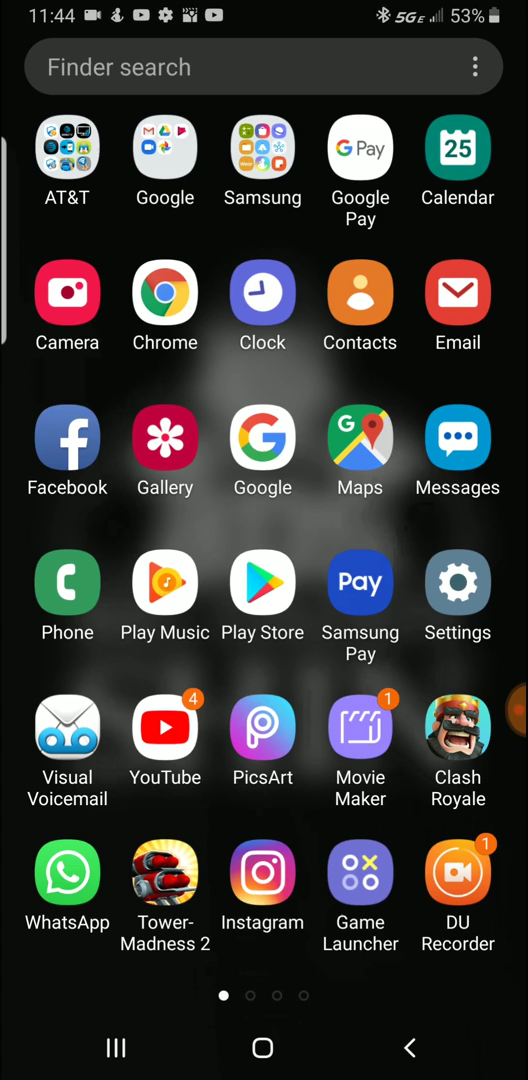 11:44 5GE 53%
Finder search
G Pay 25
AT&T Google Samsung Google Calendar
Pay
Camera Chrome Clock Contacts Email
Facebook Gallery Google Maps Messages
Pay
Phone Play Music Play Store Samsung Settings
Pay
4 1
Visual YouTube PicsArt Movie Clash
Voicemail Maker Royale
1
WhatsApp Tower- Instagram Game DU
Madness 2 Launcher Recorder